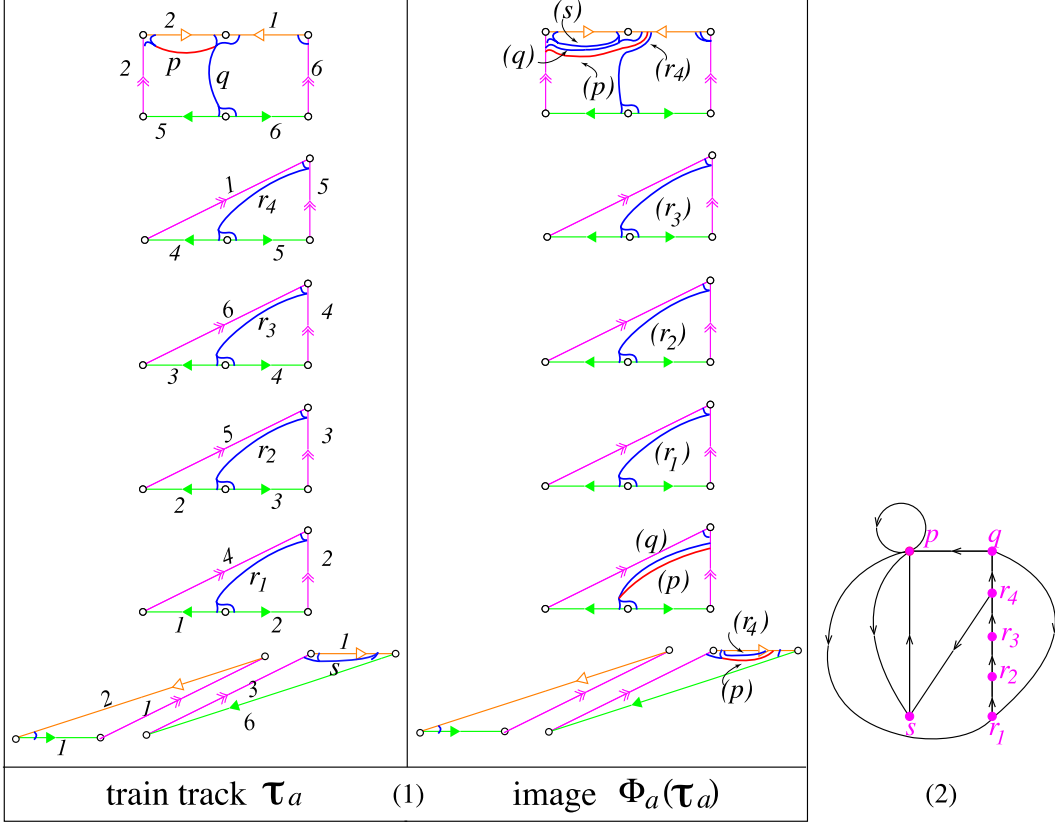 2 1
2 p q 6
5 6
1 r4 5
4 5
6 r3 4
3 4
5 r2 3
2 3
4 r1 2
1 2
1
2 1 3 s
1 6
train track τa
(1)
(s)
(q) (r4)
(p)
(r3)
(r2)
(r1)
(q)
(p)
(r4)
(p)
image Φa(τa)
p q
r4
r3
r2
s r1
(2)